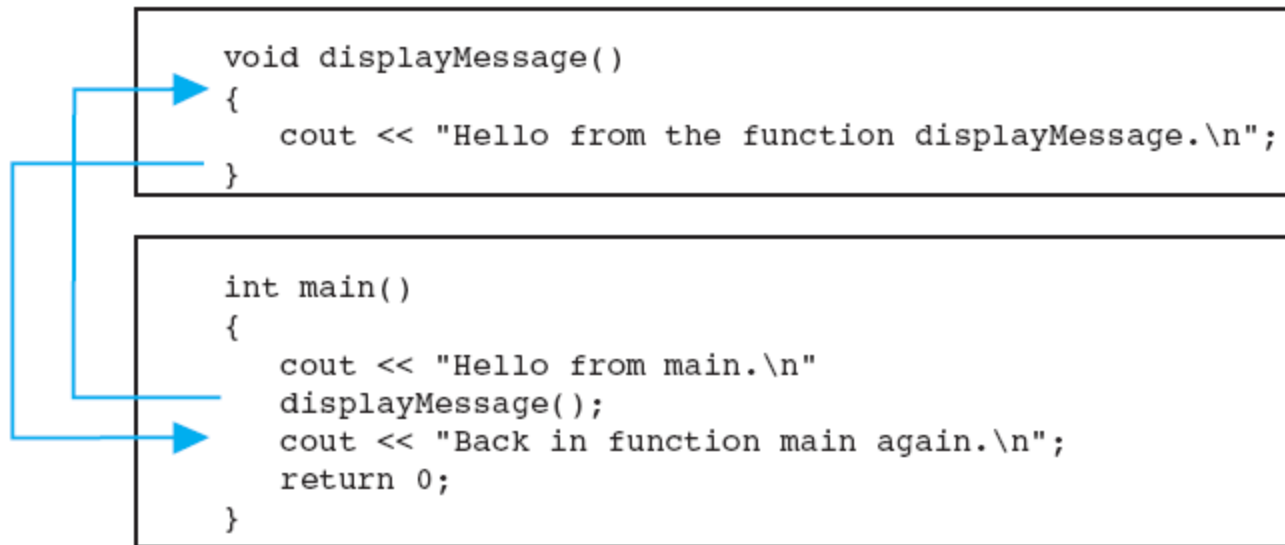 void displayMessage()
{
   cout << "Hello from the function displayMessage.\n";
}
int main()
{
   cout << "Hello from main.\n"
   displayMessage();
   cout << "Back in function main again.\n";
   return 0;
}